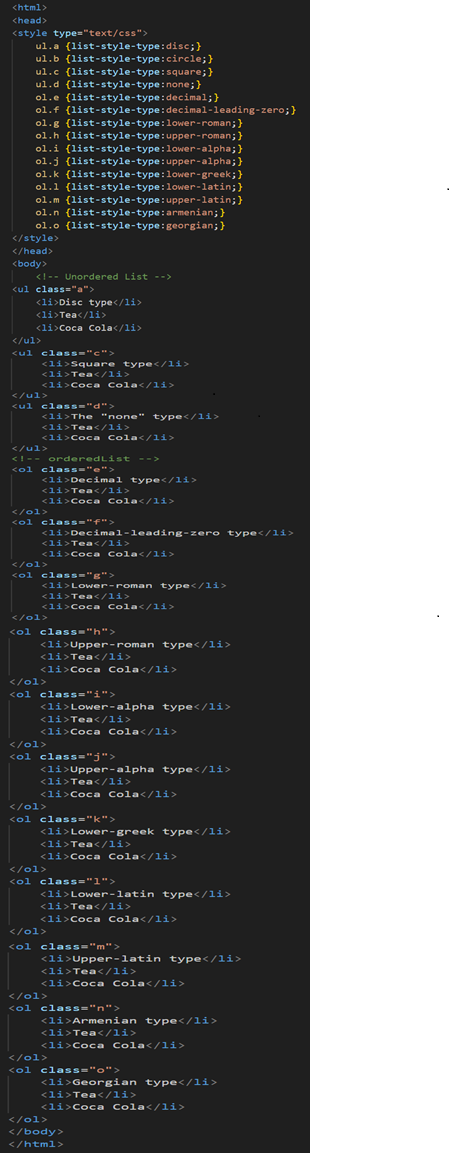 <html>
<head>
<style type="text/css">
ul.a {list-style-type:disc;}
ul.b {list-style-type:circle;}
ul.c {list-style-type:square;}
ul.d {list-style-type:none;}
ol.e {list-style-type:decimal;}
ol.f {list-style-type:decimal-leading-zero;}
ol.g {list-style-type:lower-roman;}
ol.h {list-style-type:upper-roman;}
ol.i {list-style-type:lower-alpha;}
ol.j {list-style-type:upper-alpha;}
ol.k {list-style-type:lower-greek;}
ol.l {list-style-type:lower-latin;}
ol.m {list-style-type:upper-latin;}
ol.n {list-style-type:armenian;}
ol.o {list-style-type:georgian;}
</style>
</head>
<body>
<!-- Unordered List -->
<ul class="a">
<li>Disc type</li>
<li>Tea</li>
<li>Coca Cola</li>
</ul>
<ul class="c">
<li>Square type</li>
<li>Tea</li>
<li>Coca Cola</li>
</ul>
<ul class="d">
<li>The "none" type</li>
<li>Tea</li>
<li>Coca Cola</li>
</ul>
<!-- orderedList -->
<ol class="e">
<li>Decimal type</li>
<li>Tea</li>
<li>Coca Cola</li>
</ol>
<ol class="f">
<li>Decimal-leading-zero type</li>
<li>Tea</li>
<li>Coca Cola</li>
</ol>
<ol class="g">
<li>Lower-roman type</li>
<li>Tea</li>
<li>Coca Cola</li>
</ol>
<ol class="h">
<li>Upper-roman type</li>
<li>Tea</li>
<li>Coca Cola</li>
</ol>
<ol class="i">
<li>Lower-alpha type</li>
<li>Tea</li>
<li>Coca Cola</li>
</ol>
<ol class="j">
<li>Upper-alpha type</li>
<li>Tea</li>
<li>Coca Cola</li>
</ol>
<ol class="k">
<li>Lower-greek type</li>
<li>Tea</li>
<li>Coca Cola</li>
</ol>
<ol class="l">
<li>Lower-latin type</li>
<li>Tea</li>
<li>Coca Cola</li>
</ol>
<ol class="m">
<li>Upper-latin type</li>
<li>Tea</li>
<li>Coca Cola</li>
</ol>
<ol class="n">
<li>Armenian type</li>
<li>Tea</li>
<li>Coca Cola</li>
</ol>
<ol class="o">
<li>Georgian type</li>
<li>Tea</li>
<li>Coca Cola</li>
</ol>
</body>
</html>